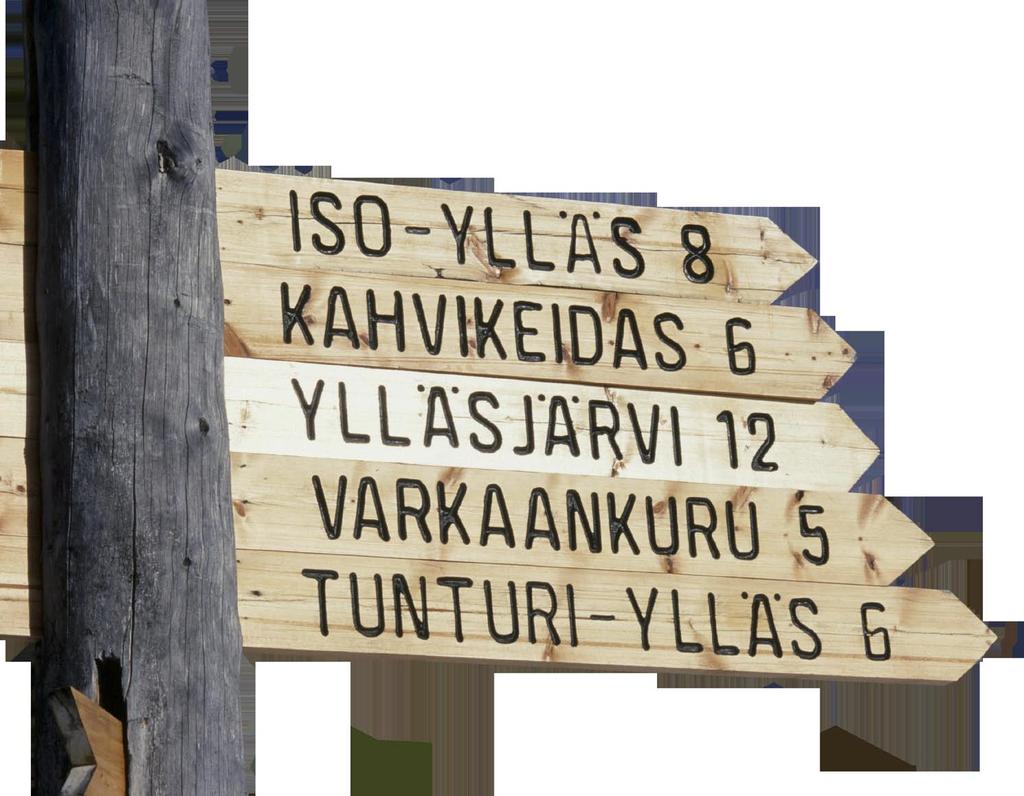 ISO-YLLÄS 8
KAHVIKEIDAS 6
YLLÄSJÄRVI 12
VARKAANKURU 5
TUNTURI-YLLÄS 6